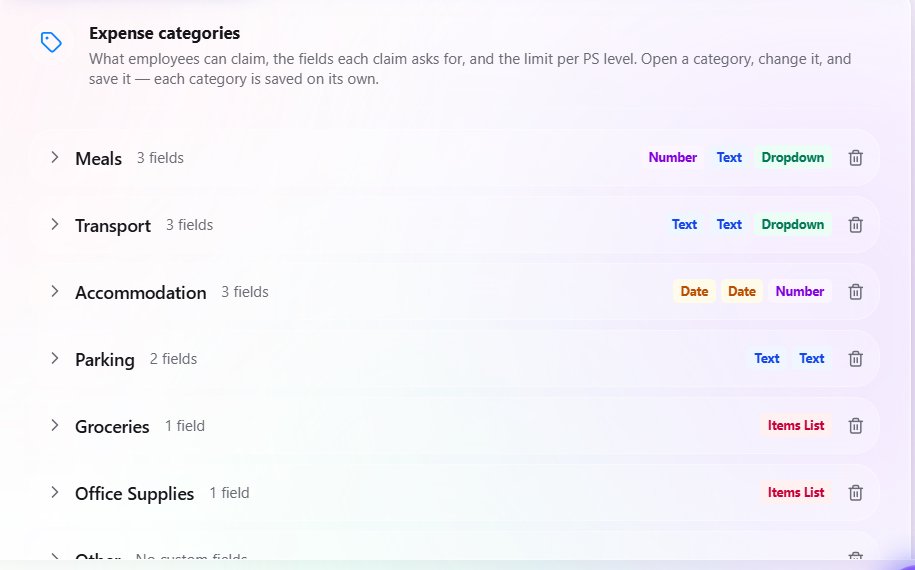 Expense categories
What employees can claim, the fields each claim asks for, and the limit per PS level. Open a category, change it, and
save it — each category is saved on its own.
Meals 3 fields Number Text Dropdown
Transport 3 fields Text Text Dropdown
Accommodation 3 fields Date Date Number
Parking 2 fields Text Text
Groceries 1 field Items List
Office Supplies 1 field Items List
Other No custom fields